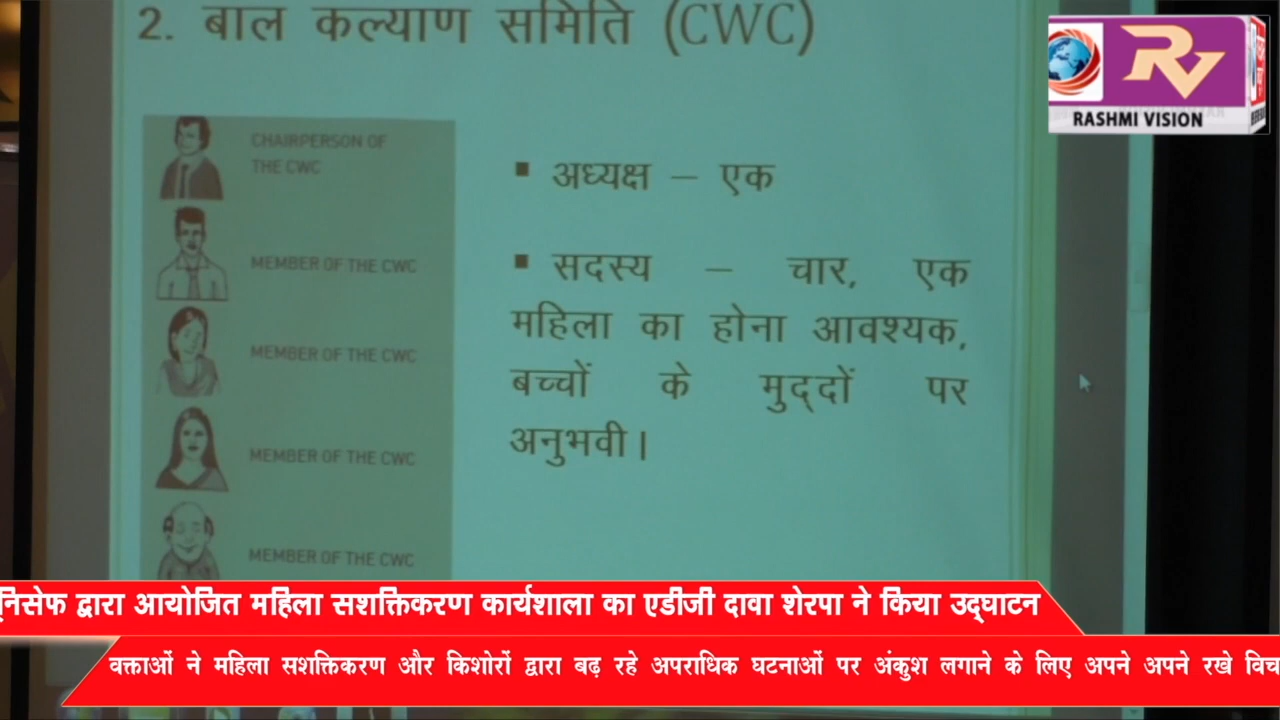 2. बाल कल्याण समिति (CWC)
RASHMI VISION
CHAIRPERSON OF
THE CWC
MEMBER OF THE CWC
MEMBER OF THE CWC
MEMBER OF THE CWC
MEMBER OF THE CWC
▪ अध्यक्ष – एक
▪ सदस्य – चार, एक
महिला का होना आवश्यक,
बच्चों के मुद्दों पर
अनुभवी।
द्वारा आयोजित महिला सशक्तिकरण कार्यशाला का एडीजी दावा शेरपा ने किया उद्घाटन
वक्ताओं ने महिला सशक्तिकरण और किशोरों द्वारा बढ़ रहे अपराधिक घटनाओं पर अंकुश लगाने के लिए अपने अपने रखे